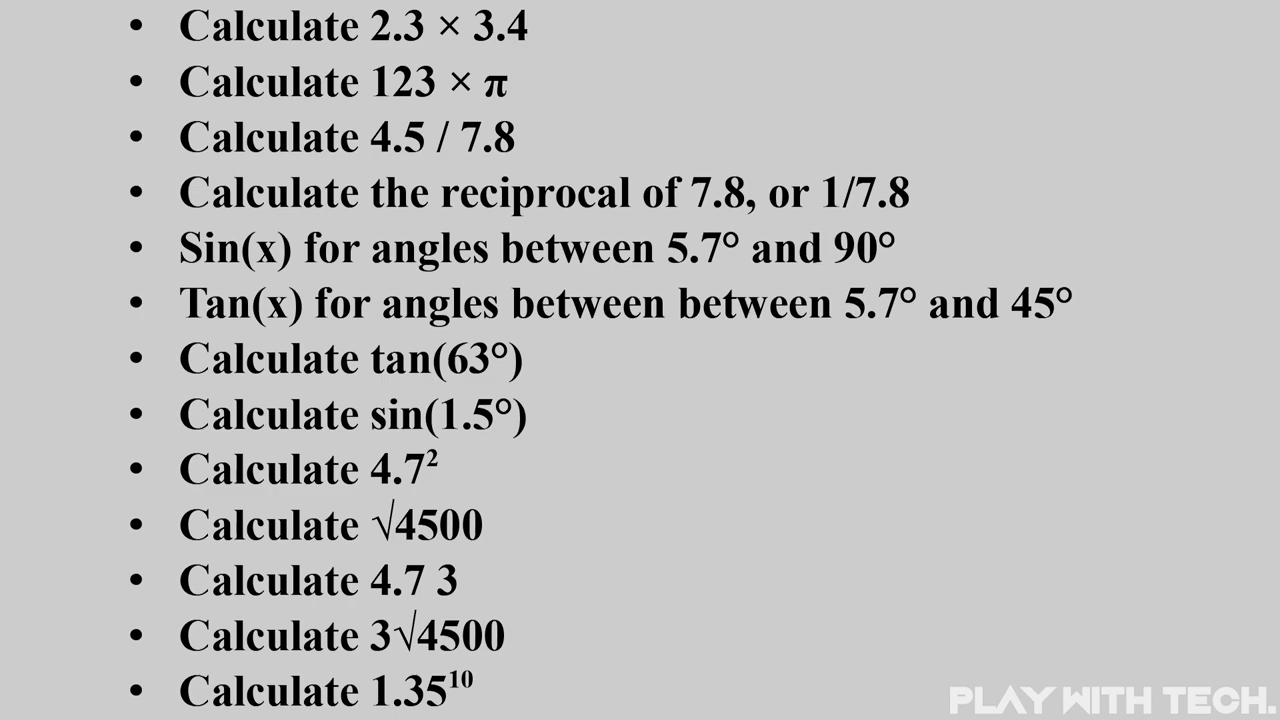 • Calculate 2.3 × 3.4
• Calculate 123 × π
• Calculate 4.5 / 7.8
• Calculate the reciprocal of 7.8, or 1/7.8
• Sin(x) for angles between 5.7° and 90°
• Tan(x) for angles between between 5.7° and 45°
• Calculate tan(63°)
• Calculate sin(1.5°)
• Calculate 4.7²
• Calculate √4500
• Calculate 4.7 3
• Calculate 3√4500
• Calculate 1.35¹⁰
PLAY WITH TECH.